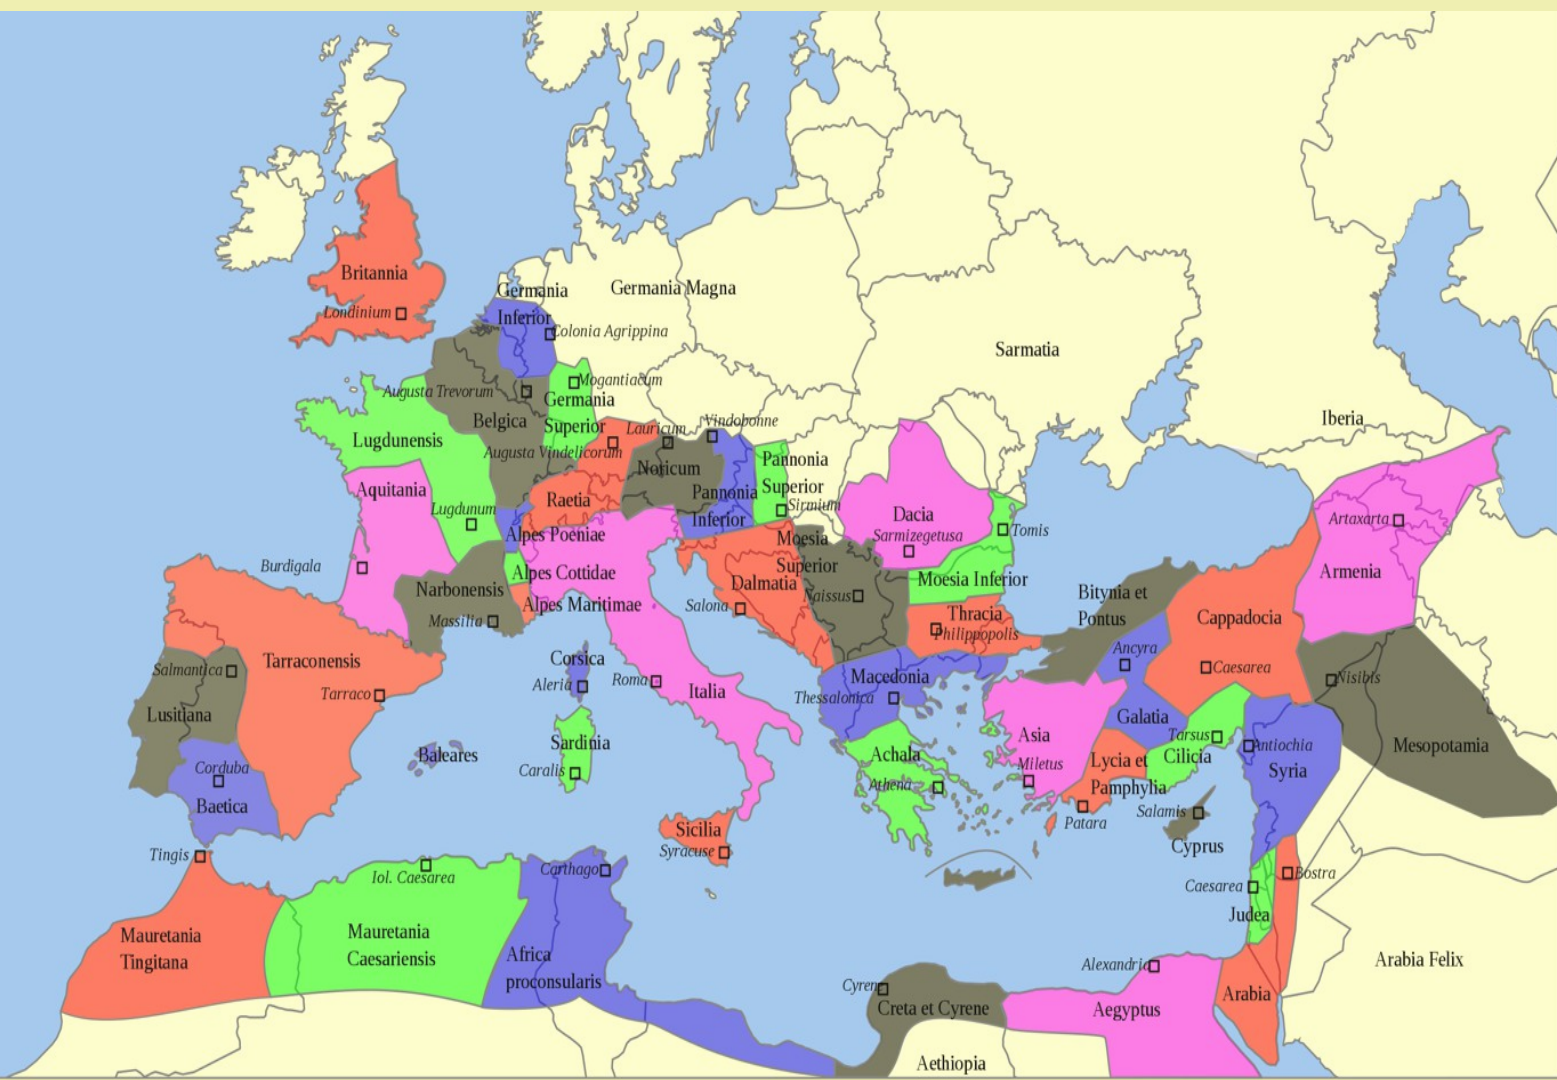 Britannia
Londinium
Germania
Inferior
Germania Magna
Colonia Agrippina
Sarmatia
Augusta Trevorum
Mogantiacum
Germania
Superior
Belgica
Lugdunensis
Lauricum
Vindobonne
Augusta Vindelicorum
Noricum
Iberia
Aquitania
Lugdunum
Raetia
Pannonia
Inferior
Pannonia
Superior
Sirmium
Dacia
Sarmizegetusa
Tomis
Artaxarta
Armenia
Alpes Poeniae
Alpes Cottidae
Alpes Maritimae
Burdigala
Narbonensis
Massilia
Moesia
Superior
Dalmatia
Salona
Naissus
Moesia Inferior
Thracia
Philippopolis
Bitynia et
Pontus
Cappadocia
Ancyra
Caesarea
Nisibis
Salmantica
Tarraconensis
Tarraco
Lusitiana
Corsica
Aleria
Roma
Italia
Macedonia
Thessalonica
Asia
Galatia
Tarsus
Cilicia
Antiochia
Syria
Mesopotamia
Corduba
Baetica
Baleares
Sardinia
Caralis
Achala
Athena
Miletus
Lycia et
Pamphylia
Patara
Salamis
Cyprus
Sicilia
Syracuse
Tingis
Iol. Caesarea
Carthago
Caesarea
Bostra
Judea
Mauretania
Tingitana
Mauretania
Caesariensis
Africa
proconsularis
Cyrene
Creta et Cyrene
Alexandria
Aegyptus
Arabia
Arabia Felix
Aethiopia